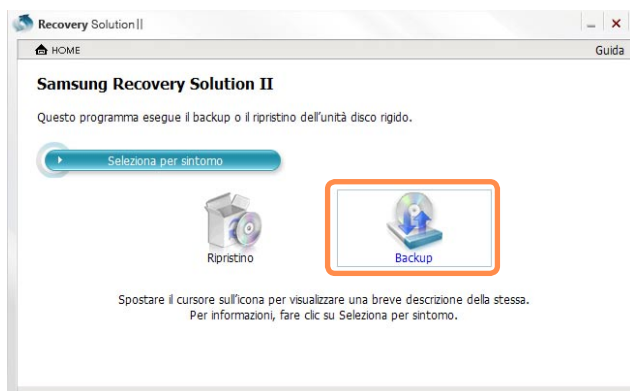 Recovery Solution II
HOME
Guida
Samsung Recovery Solution II
Questo programma esegue il backup o il ripristino dell'unità disco rigido.
Seleziona per sintomo
Ripristino
Backup
Spostare il cursore sull'icona per visualizzare una breve descrizione della stessa.
Per informazioni, fare clic su Seleziona per sintomo.